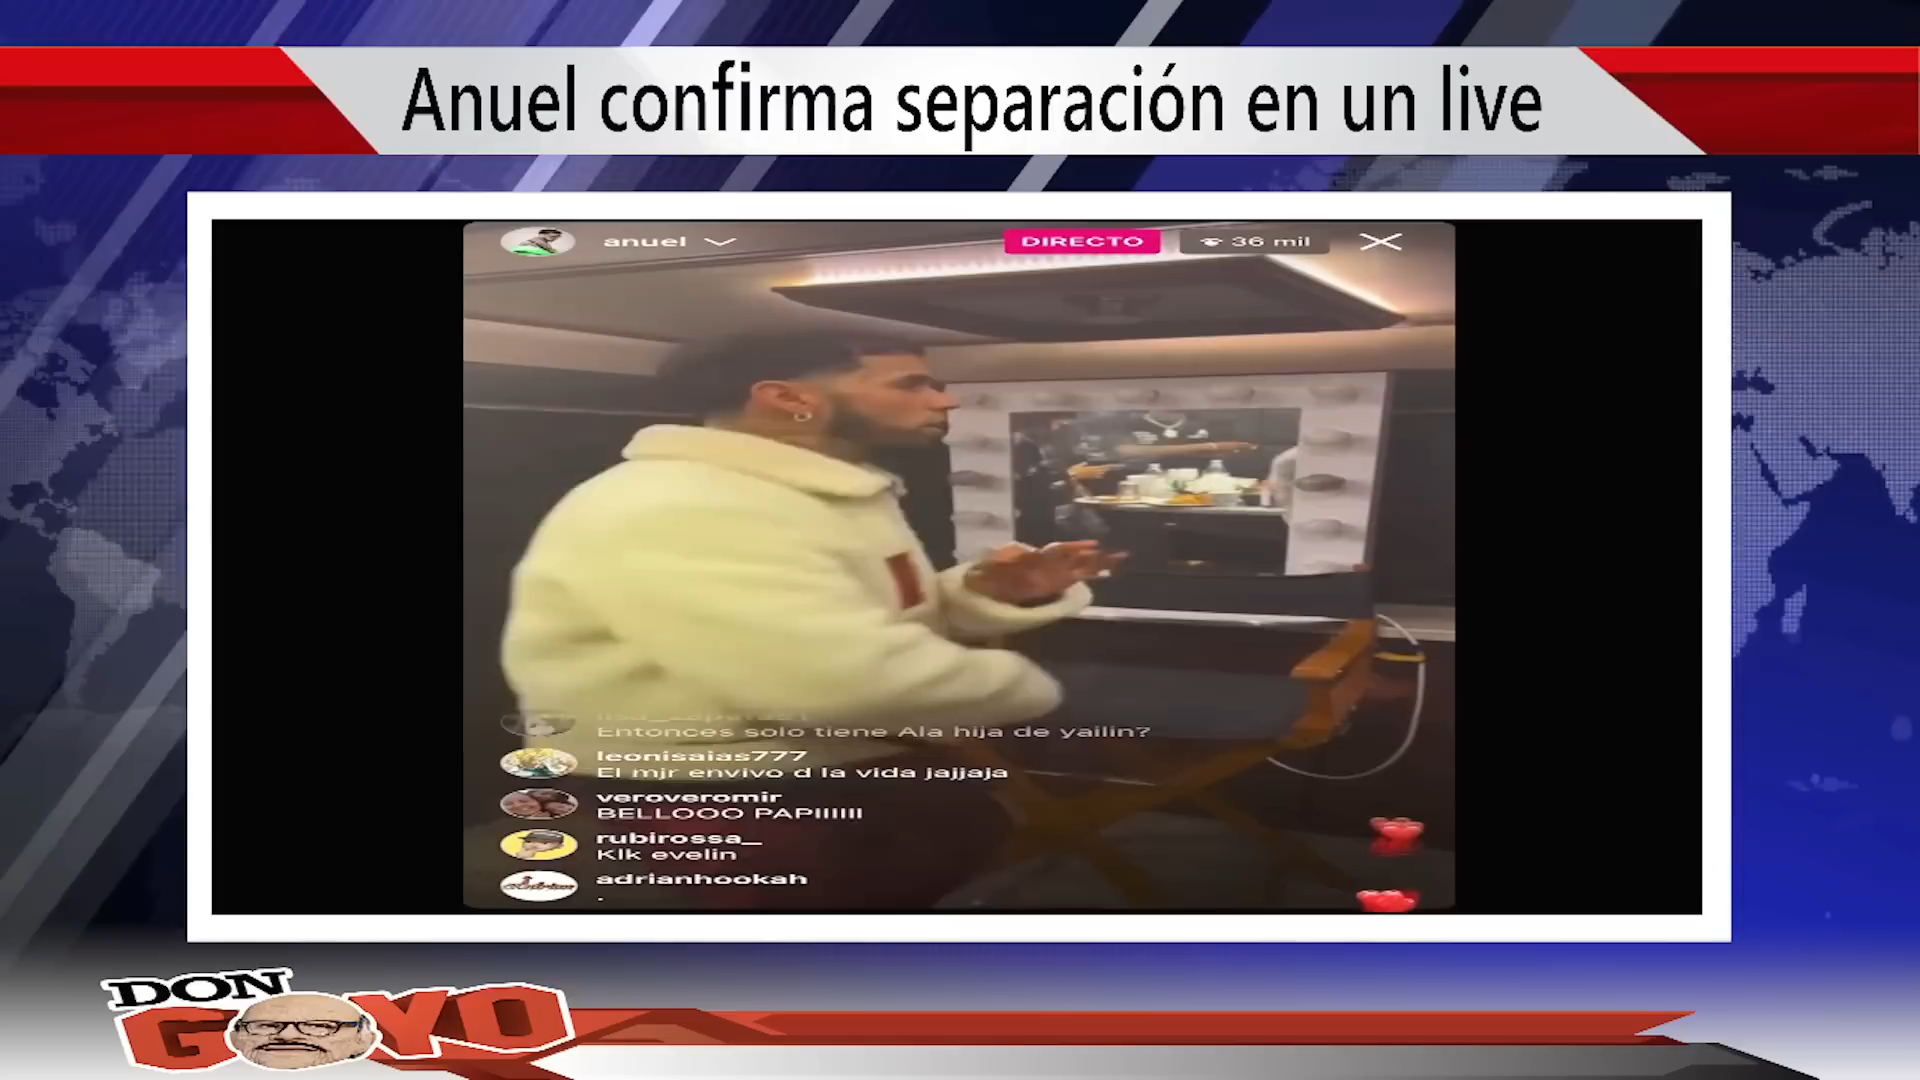 Anuel confirma separación en un live
anuel
DIRECTO
36 mil
Entonces solo tiene Ala hija de yailin?
leonisaias777
El mjr envivo d la vida jajjaja
veroveromir
BELLOOO PAPIIIIII
rubirossa_
Klk evelin
adrianhookah
.
DON
GOYO